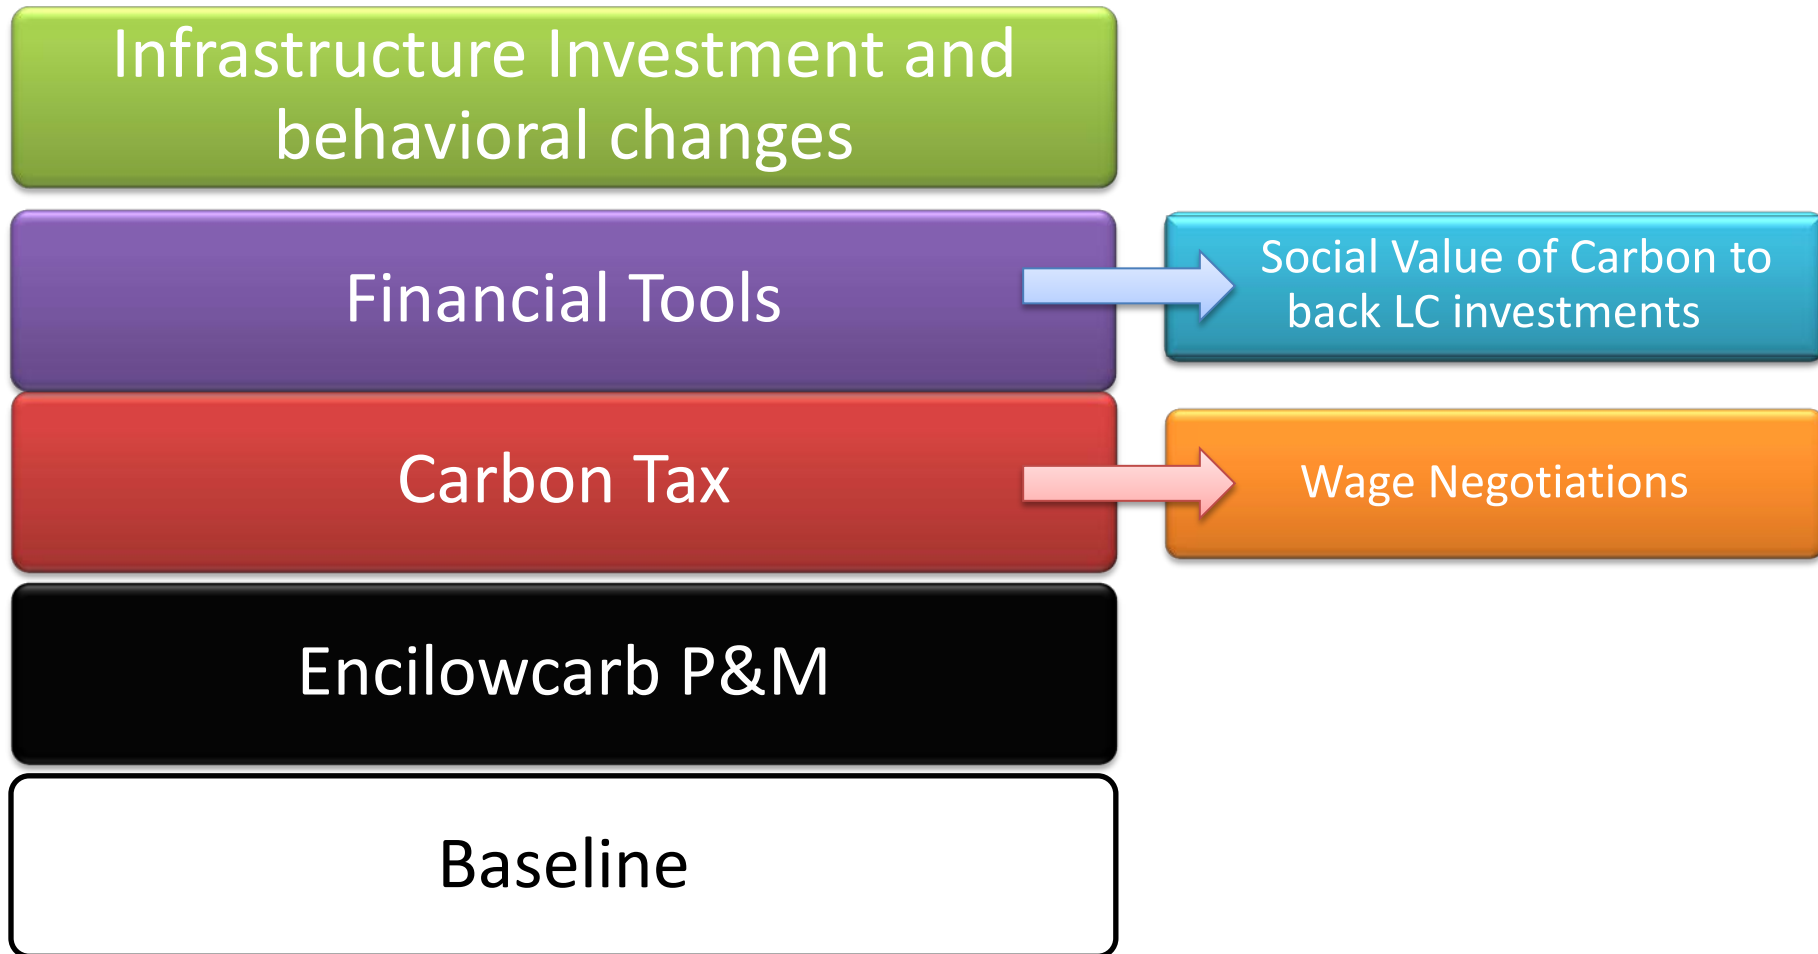 Infrastructure Investment and
behavioral changes
Financial Tools
Social Value of Carbon to
back LC investments
Carbon Tax
Wage Negotiations
Encilowcarb P&M
Baseline